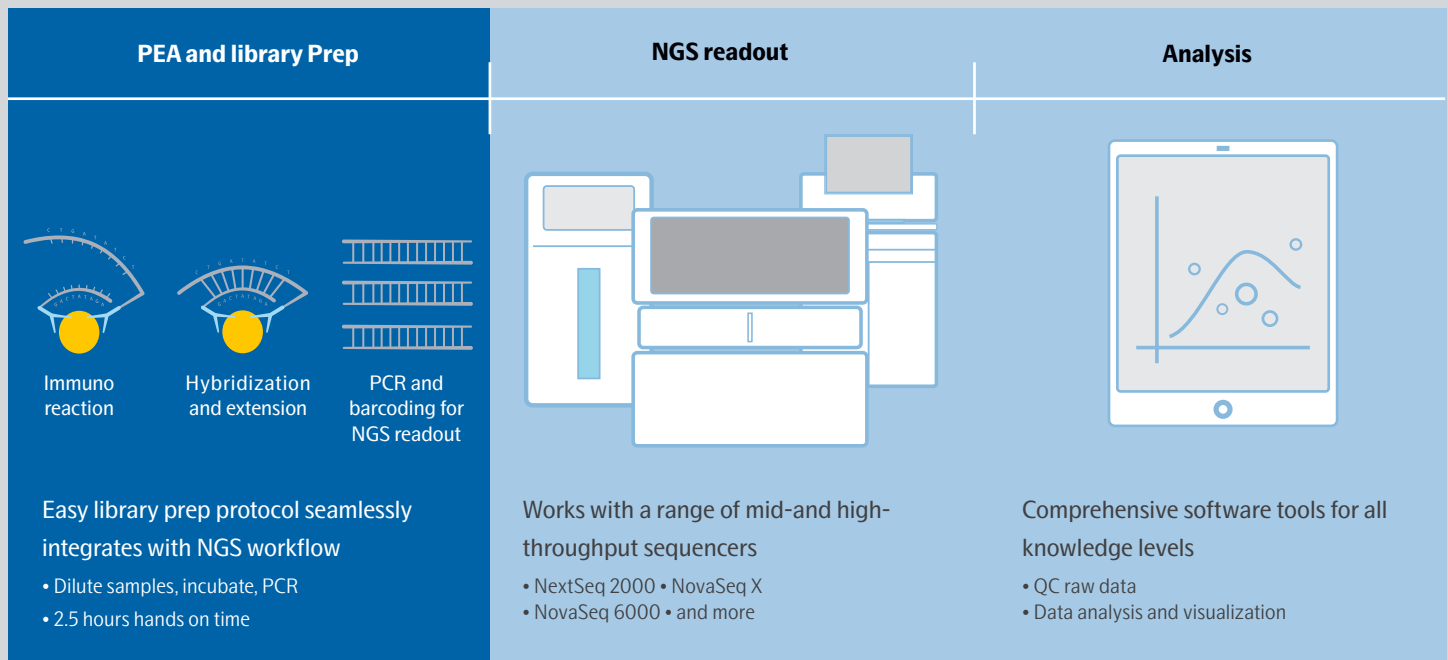 PEA and library Prep
NGS readout
Analysis
C T G A T A T C T
G A C T A T A G A
C T G A T A T C T
G A C T A T A G A
Immuno
reaction
Hybridization
and extension
PCR and
barcoding for
NGS readout
Easy library prep protocol seamlessly
integrates with NGS workflow
• Dilute samples, incubate, PCR
• 2.5 hours hands on time
Works with a range of mid-and high-
throughput sequencers
• NextSeq 2000 • NovaSeq X
• NovaSeq 6000 • and more
Comprehensive software tools for all
knowledge levels
• QC raw data
• Data analysis and visualization